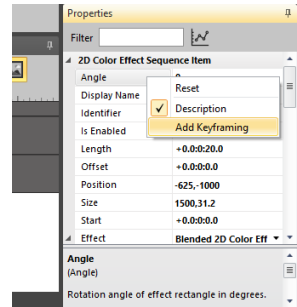 Properties
Filter
2D Color Effect Sequence Item
Angle
Reset
Display Name
Description
Identifier
Is Enabled
Add Keyframing
Length +0.0:0:20.0
Offset +0.0:0:0.0
Position -625,-1000
Size 1500,31.2
Start +0.0:0:0.0
Effect Blended 2D Color Eff
Angle
(Angle)
Rotation angle of effect rectangle in degrees.